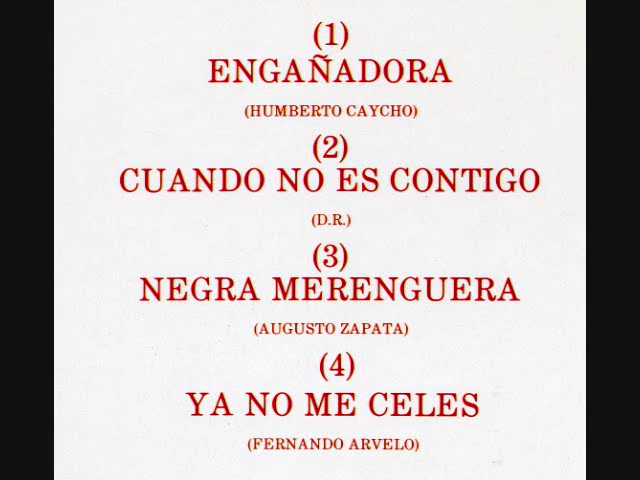 (1)
ENGAÑADORA
(HUMBERTO CAYCHO)
(2)
CUANDO NO ES CONTIGO
(D.R.)
(3)
NEGRA MERENGUERA
(AUGUSTO ZAPATA)
(4)
YA NO ME CELES
(FERNANDO ARVELO)